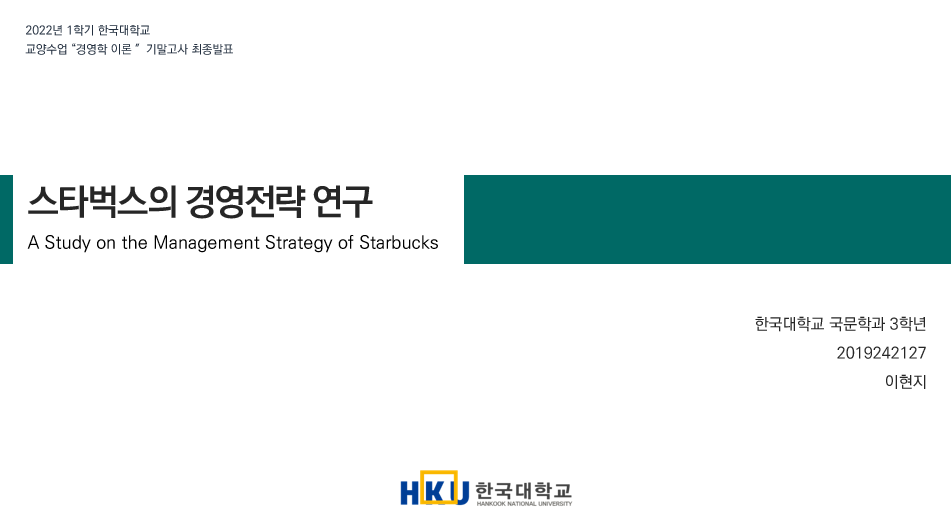 2022년 1학기 한국대학교
교양수업 “경영학 이론 ” 기말고사 최종발표
스타벅스의 경영전략 연구
A Study on the Management Strategy of Starbucks
한국대학교 국문학과 3학년
2019242127
이현지
HKU 한국대학교
HANKOOK NATIONAL UNIVERSITY